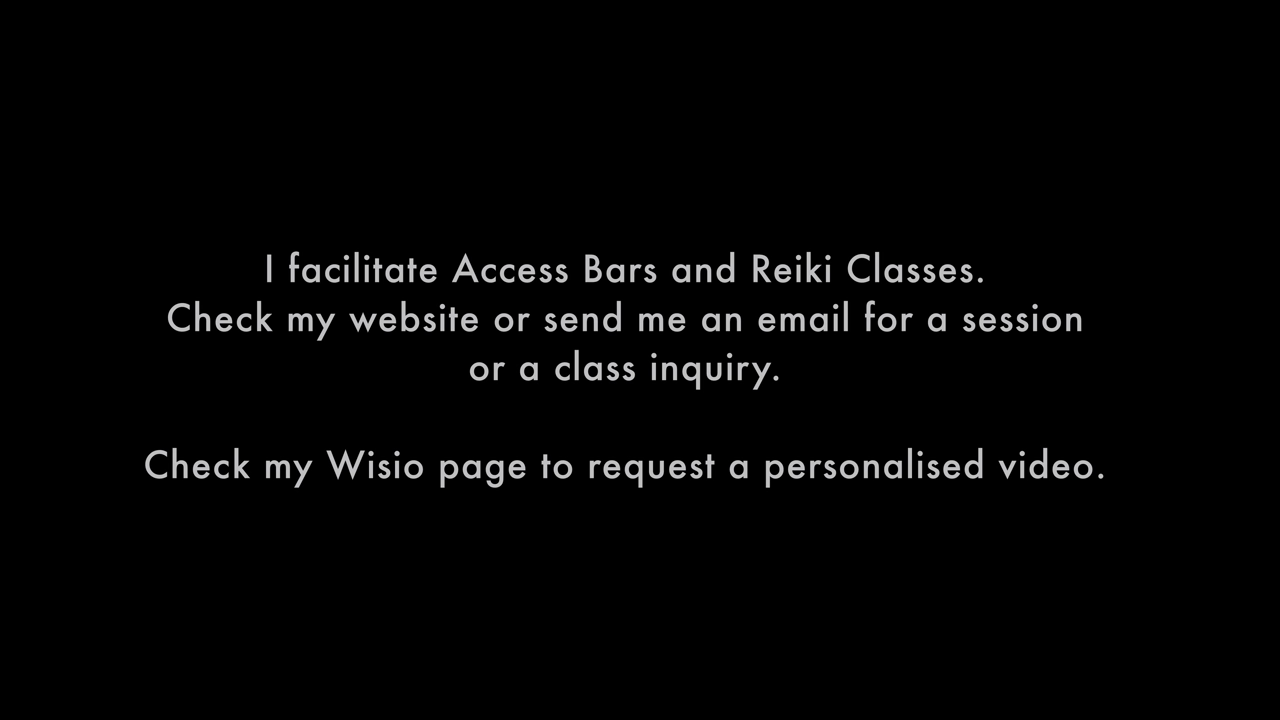 I facilitate Access Bars and Reiki Classes.
Check my website or send me an email for a session
or a class inquiry.
Check my Wisio page to request a personalised video.